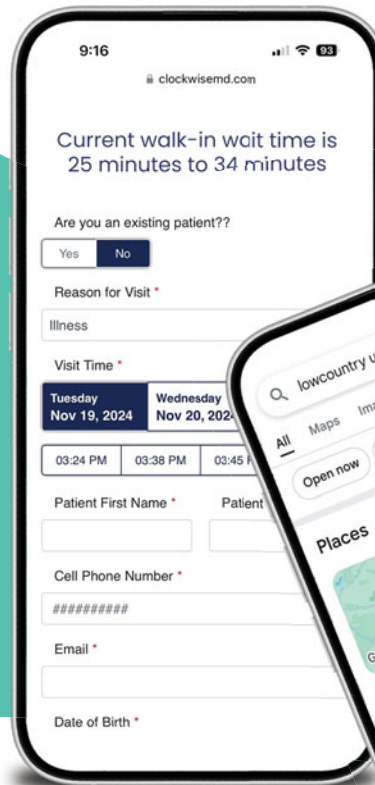 9:16
93
clockwisemd.com
Current walk-in wait time is
25 minutes to 34 minutes
Are you an existing patient??
Yes No
Reason for Visit *
Illness
Visit Time *
Tuesday Wednesday
Nov 19, 2024 Nov 20, 2024
03:24 PM 03:38 PM 03:45
Patient First Name * Patient
Cell Phone Number *
##########
Email *
Date of Birth *
lowcountry u
All Maps
Open now
Places